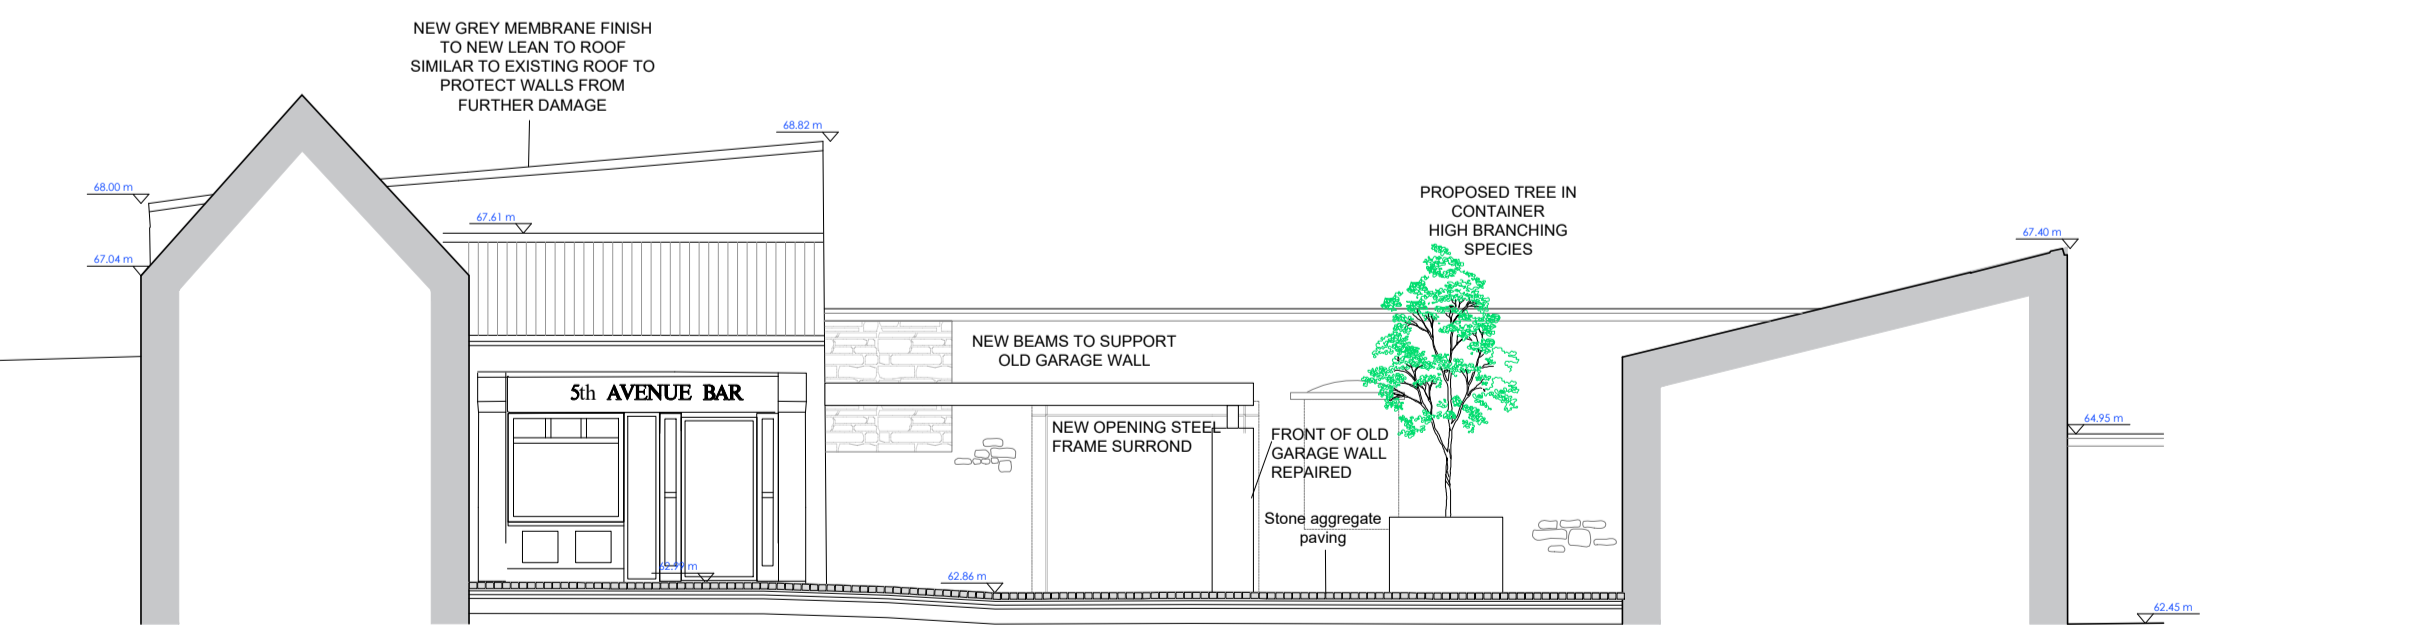 NEW GREY MEMBRANE FINISH
TO NEW LEAN TO ROOF
SIMILAR TO EXISTING ROOF TO
PROTECT WALLS FROM
FURTHER DAMAGE
68.82 m
68.00 m
67.61 m
67.04 m
PROPOSED TREE IN
CONTAINER
HIGH BRANCHING
SPECIES
67.40 m
NEW BEAMS TO SUPPORT
OLD GARAGE WALL
5th AVENUE BAR
NEW OPENING STEEL
FRAME SURROND
FRONT OF OLD
GARAGE WALL
REPAIRED
64.95 m
Stone aggregate
paving
62.99 m
62.86 m
62.45 m